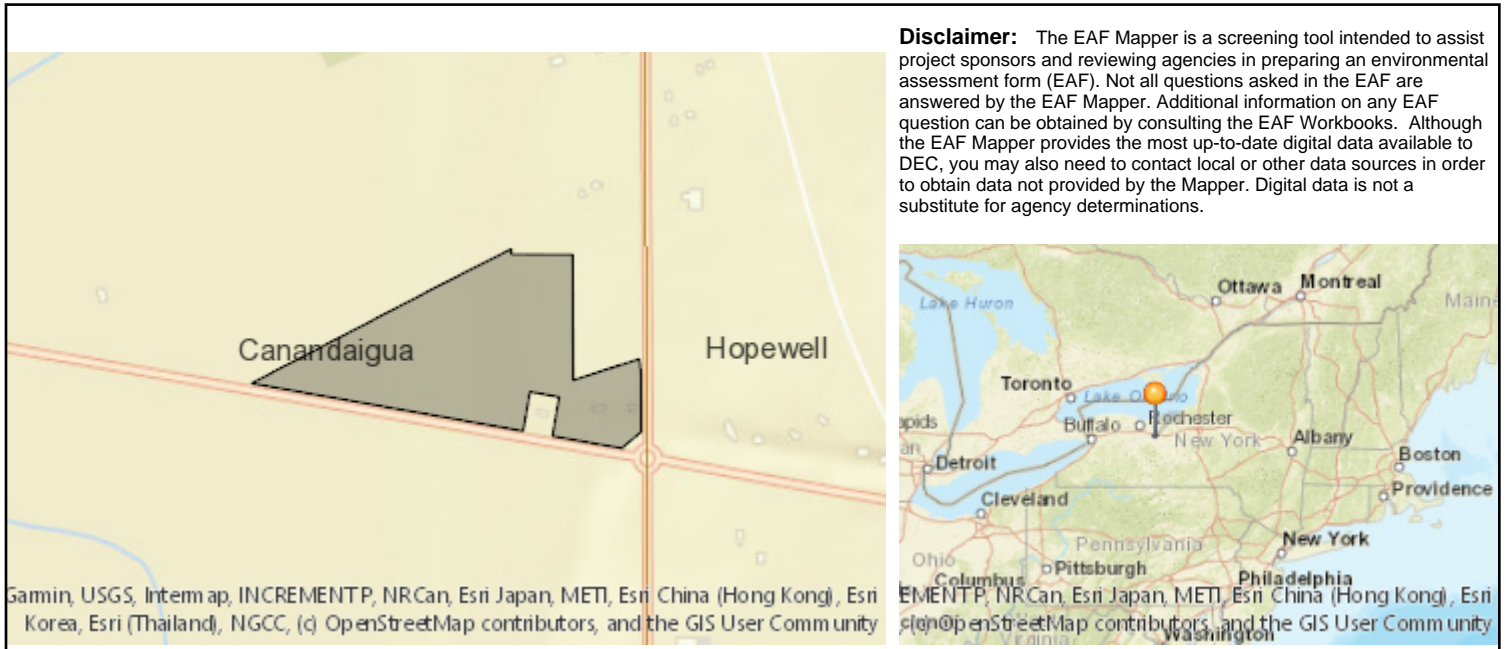 Disclaimer: The EAF Mapper is a screening tool intended to assist
project sponsors and reviewing agencies in preparing an environmental
assessment form (EAF). Not all questions asked in the EAF are
answered by the EAF Mapper. Additional information on any EAF
question can be obtained by consulting the EAF Workbooks. Although
the EAF Mapper provides the most up-to-date digital data available to
DEC, you may also need to contact local or other data sources in order
to obtain data not provided by the Mapper. Digital data is not a
substitute for agency determinations.
Canandaigua
Hopewell
Garmin, USGS, Intermap, INCREMENT P, NRCan, Esri Japan, METI, Esri China (Hong Kong), Esri
Korea, Esri (Thailand), NGCC, (c) OpenStreetMap contributors, and the GIS User Community
Ottawa
Montreal
Lake Huron
Maine
Toronto
Rochester
Buffalo
New York
Albany
Detroit
Boston
Providence
Cleveland
New York
Pennsylvania
Ohio
Pittsburgh
Columbus
Philadelphia
EMENT P, NRCan, Esri Japan, METI, Esri China (Hong Kong), Esri
(c) OpenStreetMap contributors, and the GIS User Community
Virginia
Washington